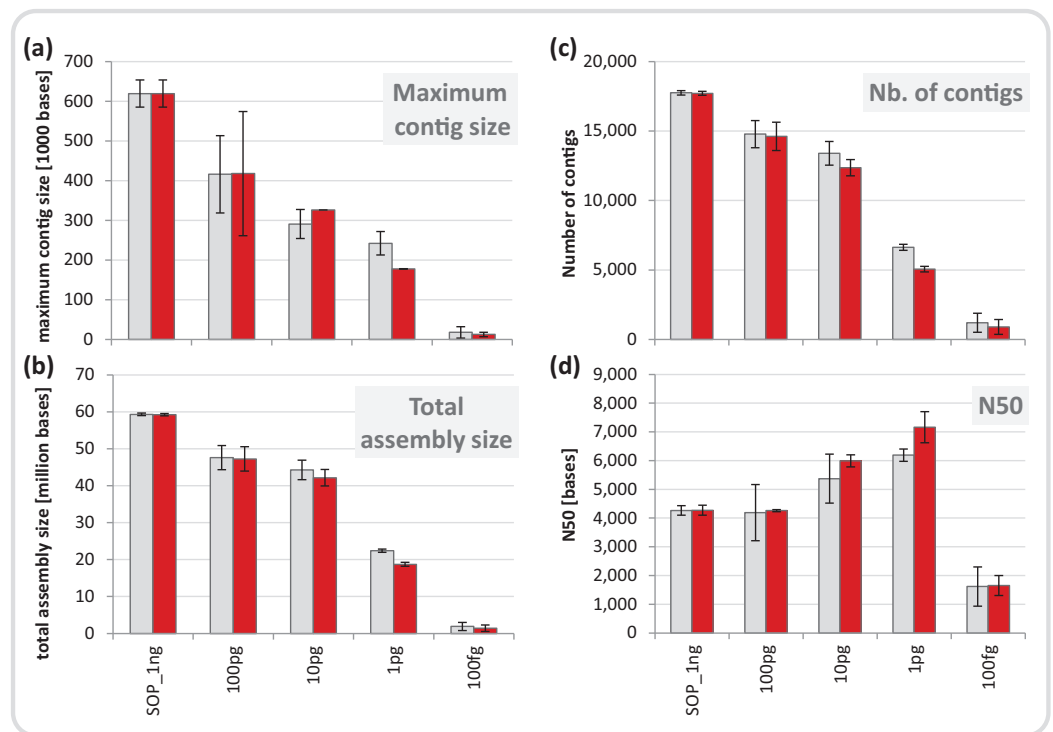 (a)
maximum contig size [1000 bases]
700
600
500
400
300
200
100
0
Maximum
contig size
(b)
total assembly size [million bases]
70
60
50
40
30
20
10
0
Total
assembly size
SOP_1ng
100pg
10pg
1pg
100fg
(c)
Number of contigs
20,000
15,000
10,000
5,000
0
Nb. of contigs
(d)
N50 [bases]
9,000
8,000
7,000
6,000
5,000
4,000
3,000
2,000
1,000
0
N50
SOP_1ng
100pg
10pg
1pg
100fg